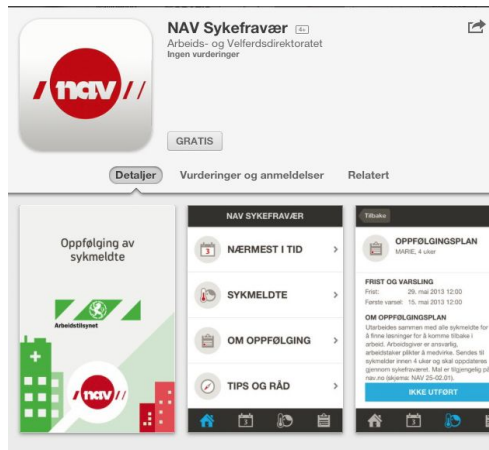 NAV Sykefravær 4+
Arbeids- og Velferdsdirektoratet
Ingen vurderinger
/nav//
GRATIS
Detaljer Vurderinger og anmeldelser Relatert
Oppfølging av
sykmeldte
Arbeidstilsynet
/nav//
NAV SYKEFRAVÆR
3 NÆRMEST I TID
SYKMELDTE
OM OPPFØLGING
TIPS OG RÅD
Tilbake
OPPFØLGINGSPLAN
MARIE, 4 uker
FRIST OG VARSLING
Frist: 29. mai 2013 12:00
Første varsel: 15. mai 2013 12:00
OM OPPFØLGINGSPLAN
Utarbeides sammen med alle sykmeldte for
å finne løsninger for å komme tilbake i
arbeid. Arbeidsgiver er ansvarlig,
arbeidstaker plikter å medvirke. Sendes til
sykmelder innen 4 uker og skal oppdateres
gjennom sykefraværet. Mal er tilgjengelig på
nav.no (skjema: NAV 25-02.01).
IKKE UTFØRT